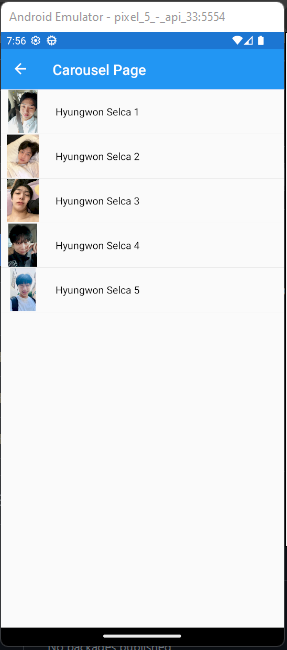 Android Emulator - pixel_5_-_api_33:5554
7:56
Carousel Page
Hyungwon Selca 1
Hyungwon Selca 2
Hyungwon Selca 3
Hyungwon Selca 4
Hyungwon Selca 5
No packages published